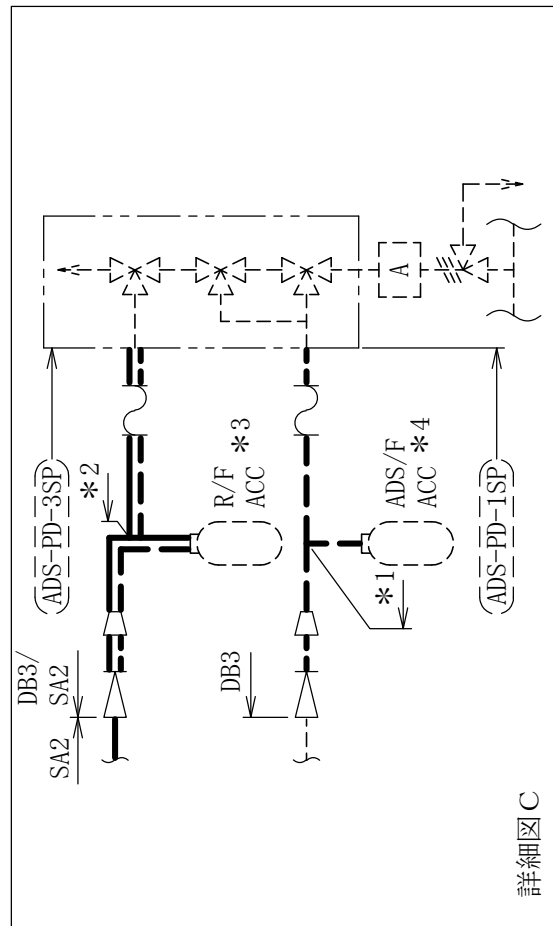 SA2
DB3/
SA2
ADS-PD-3SP
*2
R/F
ACC
*3
DB3
*1
ADS/F
ACC
*4
ADS-PD-1SP
A
詳細図C